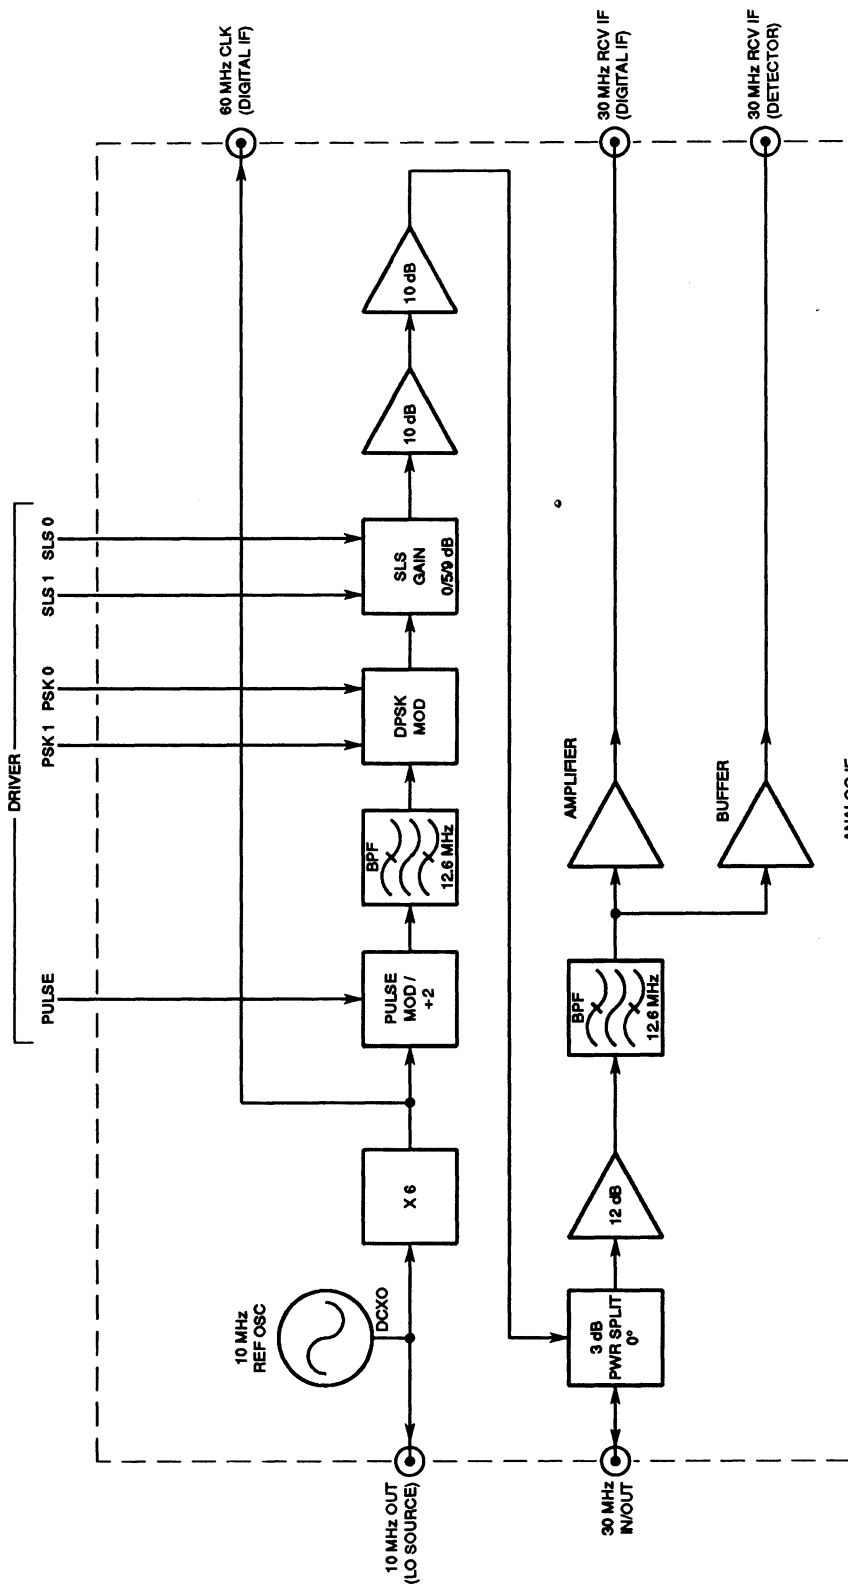 DRIVER
PULSE
PSK 1
PSK 0
SLS 1
SLS 0
60 MHz CLK
(DIGITAL IF)
10 MHz
REF OSC
DCXO
10 MHz OUT
(LO SOURCE)
X 6
PULSE
MOD /
÷2
BPF
12.6 MHz
DPSK
MOD
SLS
GAIN
0/5/9 dB
10 dB
10 dB
30 MHz
IN/OUT
3 dB
PWR SPLIT
0°
12 dB
BPF
12.6 MHz
AMPLIFIER
BUFFER
30 MHz RCV IF
(DIGITAL IF)
30 MHz RCV IF
(DETECTOR)
ANALOG IF